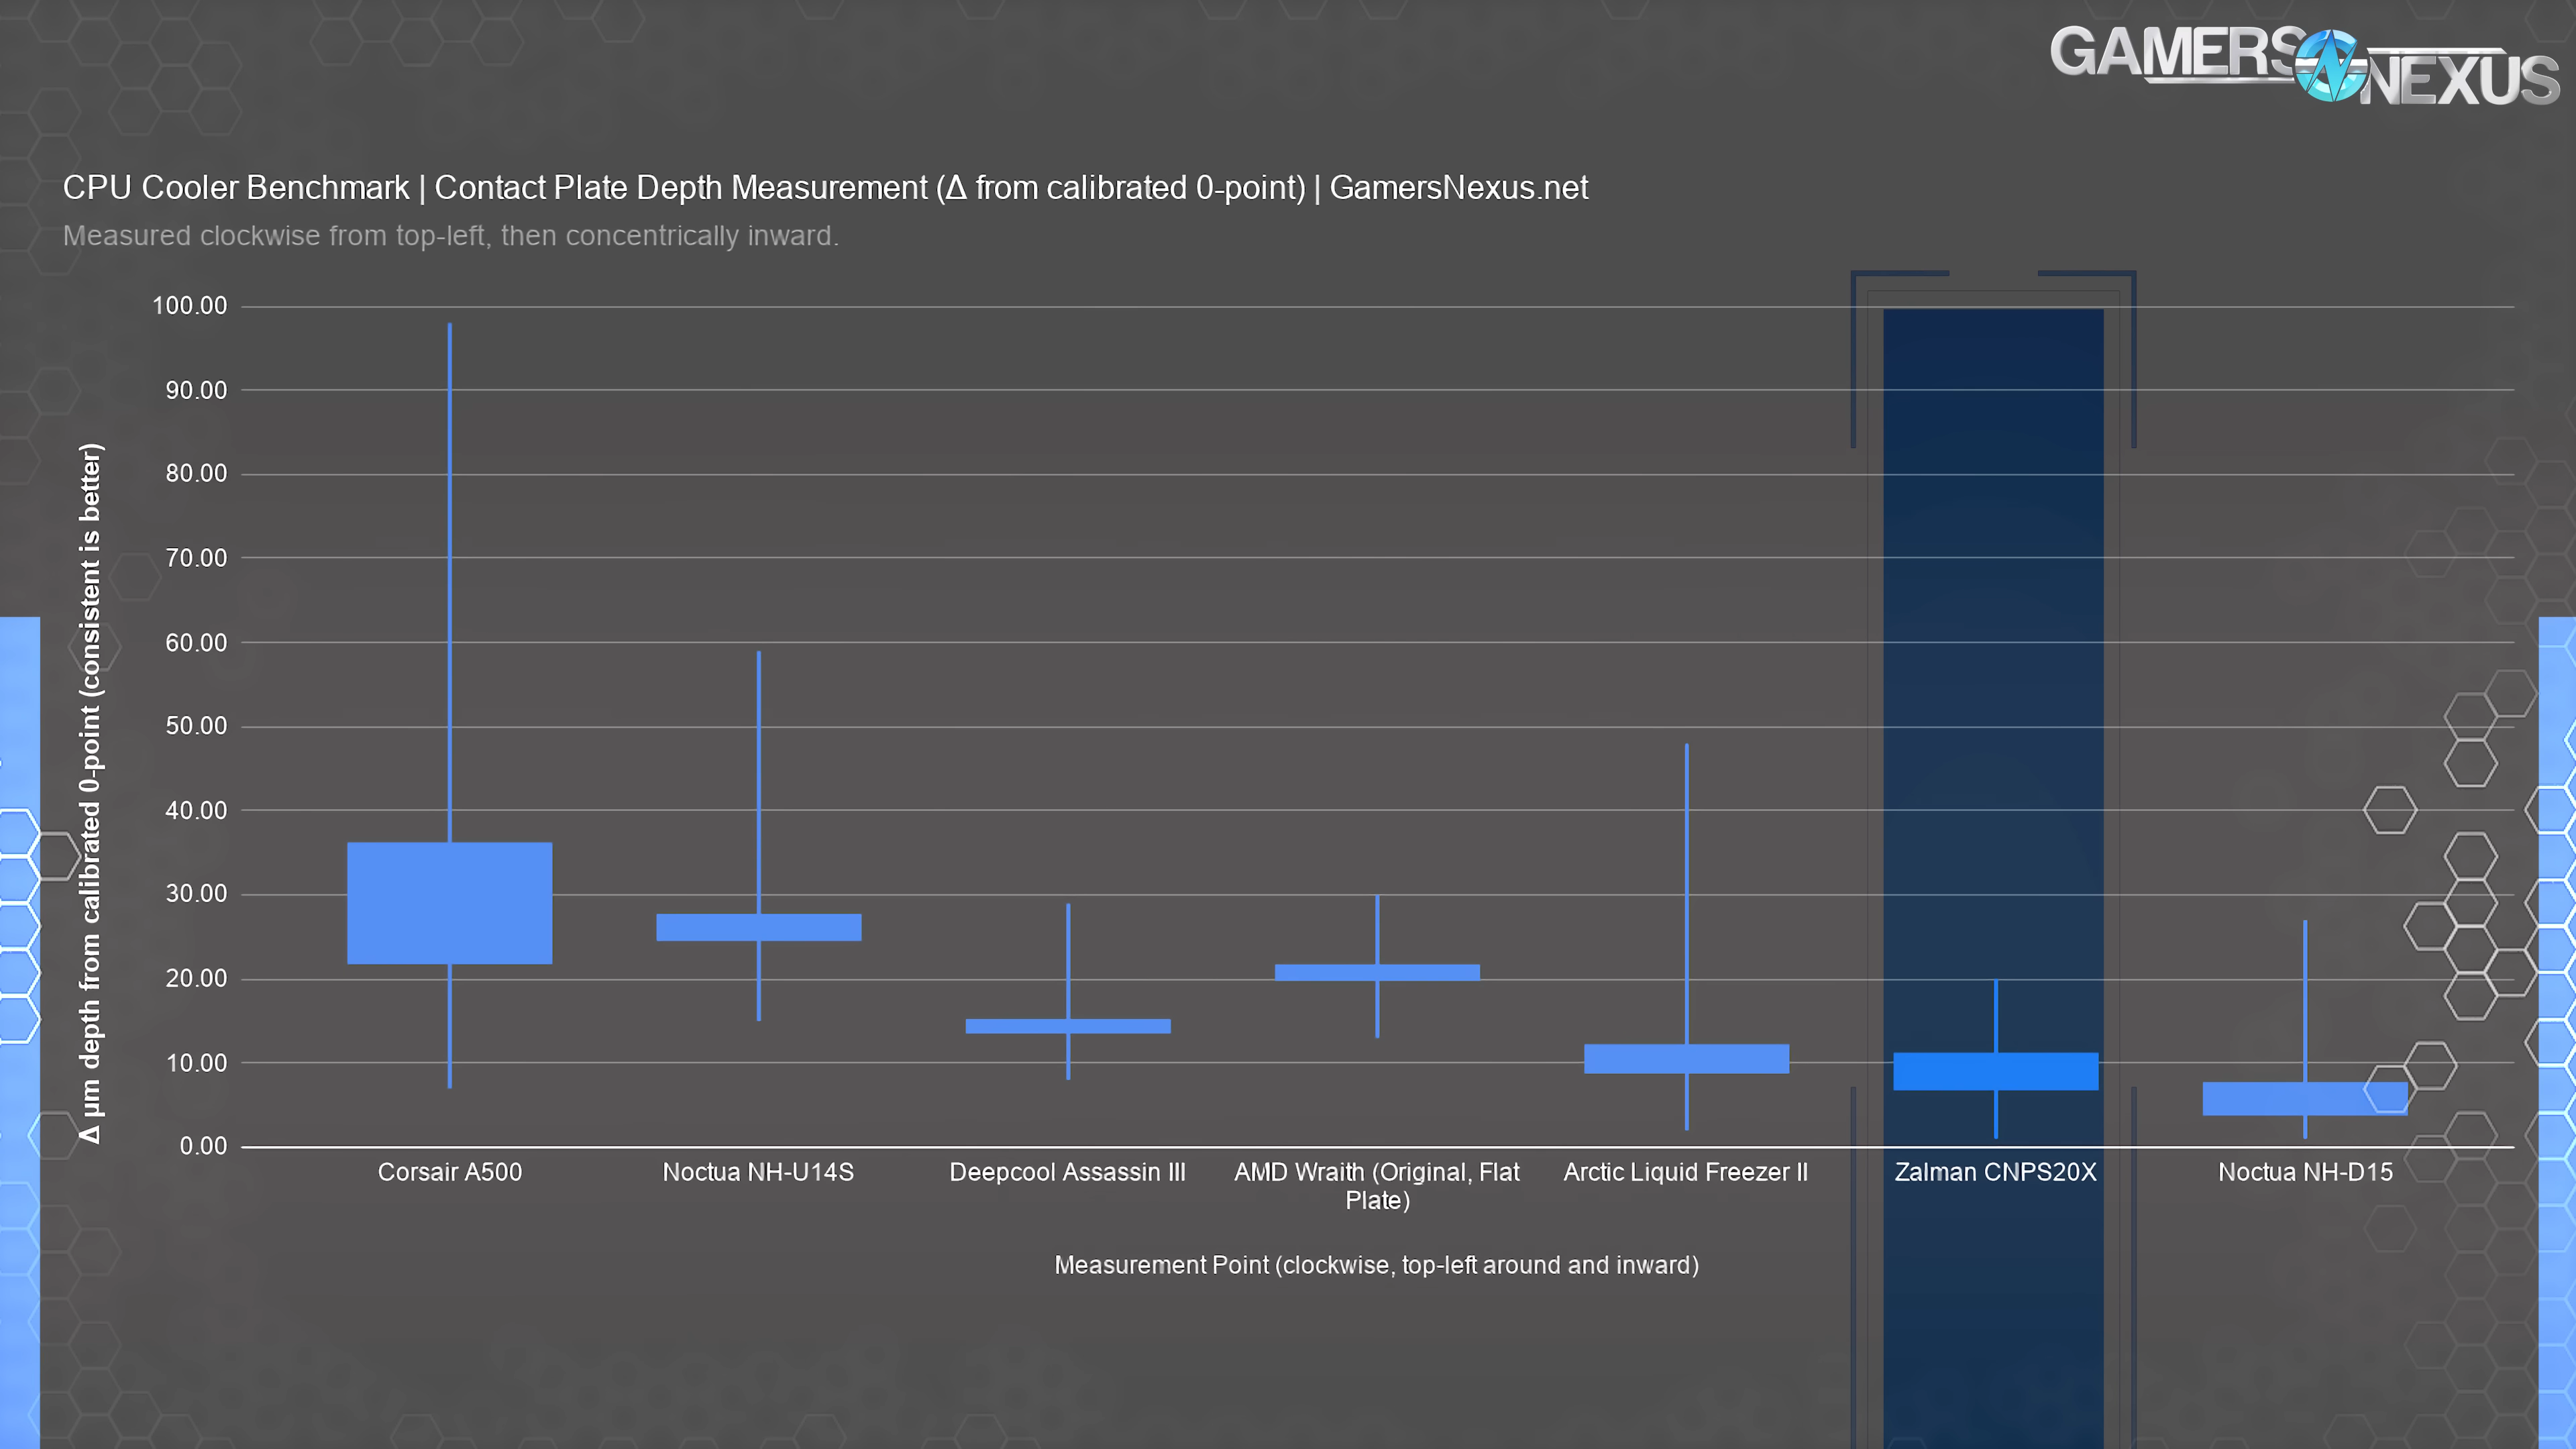 GAMERS NEXUS
CPU Cooler Benchmark | Contact Plate Depth Measurement (Δ from calibrated 0-point) | GamersNexus.net
Measured clockwise from top-left, then concentrically inward.
Δ µm depth from calibrated 0-point (consistent is better)
100.00
90.00
80.00
70.00
60.00
50.00
40.00
30.00
20.00
10.00
0.00
Corsair A500
Noctua NH-U14S
Deepcool Assassin III
AMD Wraith (Original, Flat
Plate)
Arctic Liquid Freezer II
Zalman CNPS20X
Noctua NH-D15
Measurement Point (clockwise, top-left around and inward)